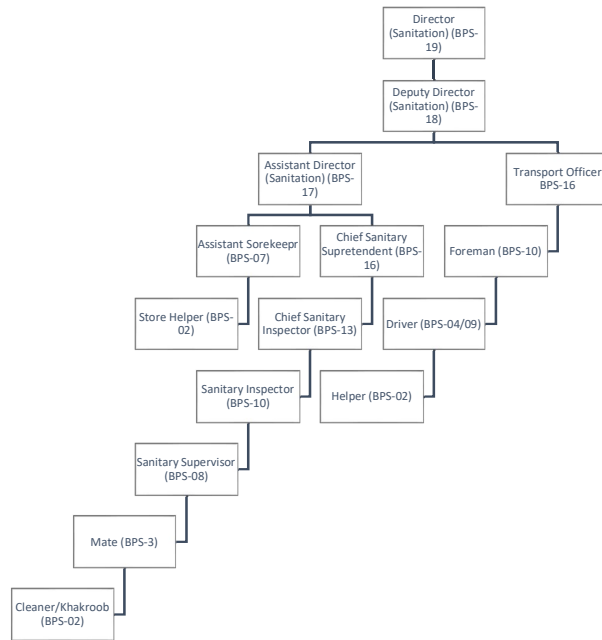 Director
(Sanitation) (BPS-
19)
Deputy Director
(Sanitation) (BPS-
18)
Assistant Director
(Sanitation) (BPS-
17)
Transport Officer
BPS-16
Assistant Sorekeepr
(BPS-07)
Chief Sanitary
Supretendent (BPS-
16)
Foreman (BPS-10)
Store Helper (BPS-
02)
Chief Sanitary
Inspector (BPS-13)
Driver (BPS-04/09)
Sanitary Inspector
(BPS-10)
Helper (BPS-02)
Sanitary Supervisor
(BPS-08)
Mate (BPS-3)
Cleaner/Khakroob
(BPS-02)